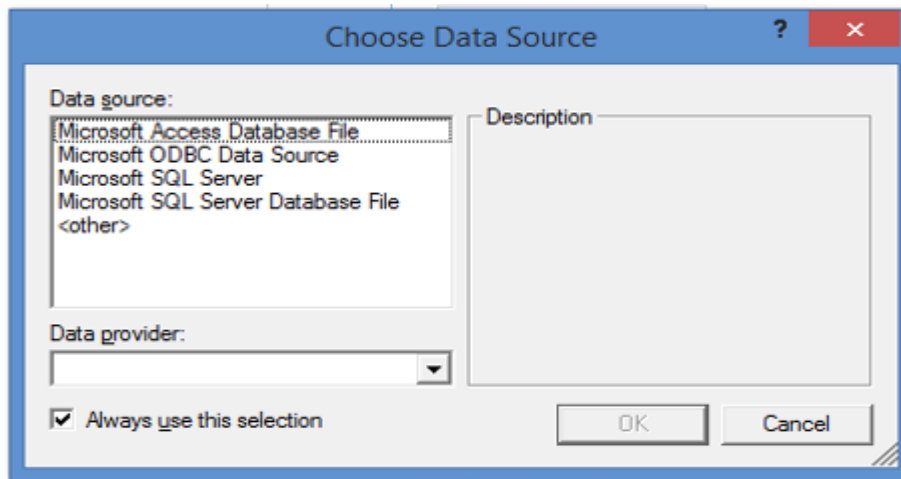 Choose Data Source
?
Data source:
Microsoft Access Database File
Microsoft ODBC Data Source
Microsoft SQL Server
Microsoft SQL Server Database File
<other>
Description
Data provider:
Always use this selection
OK
Cancel